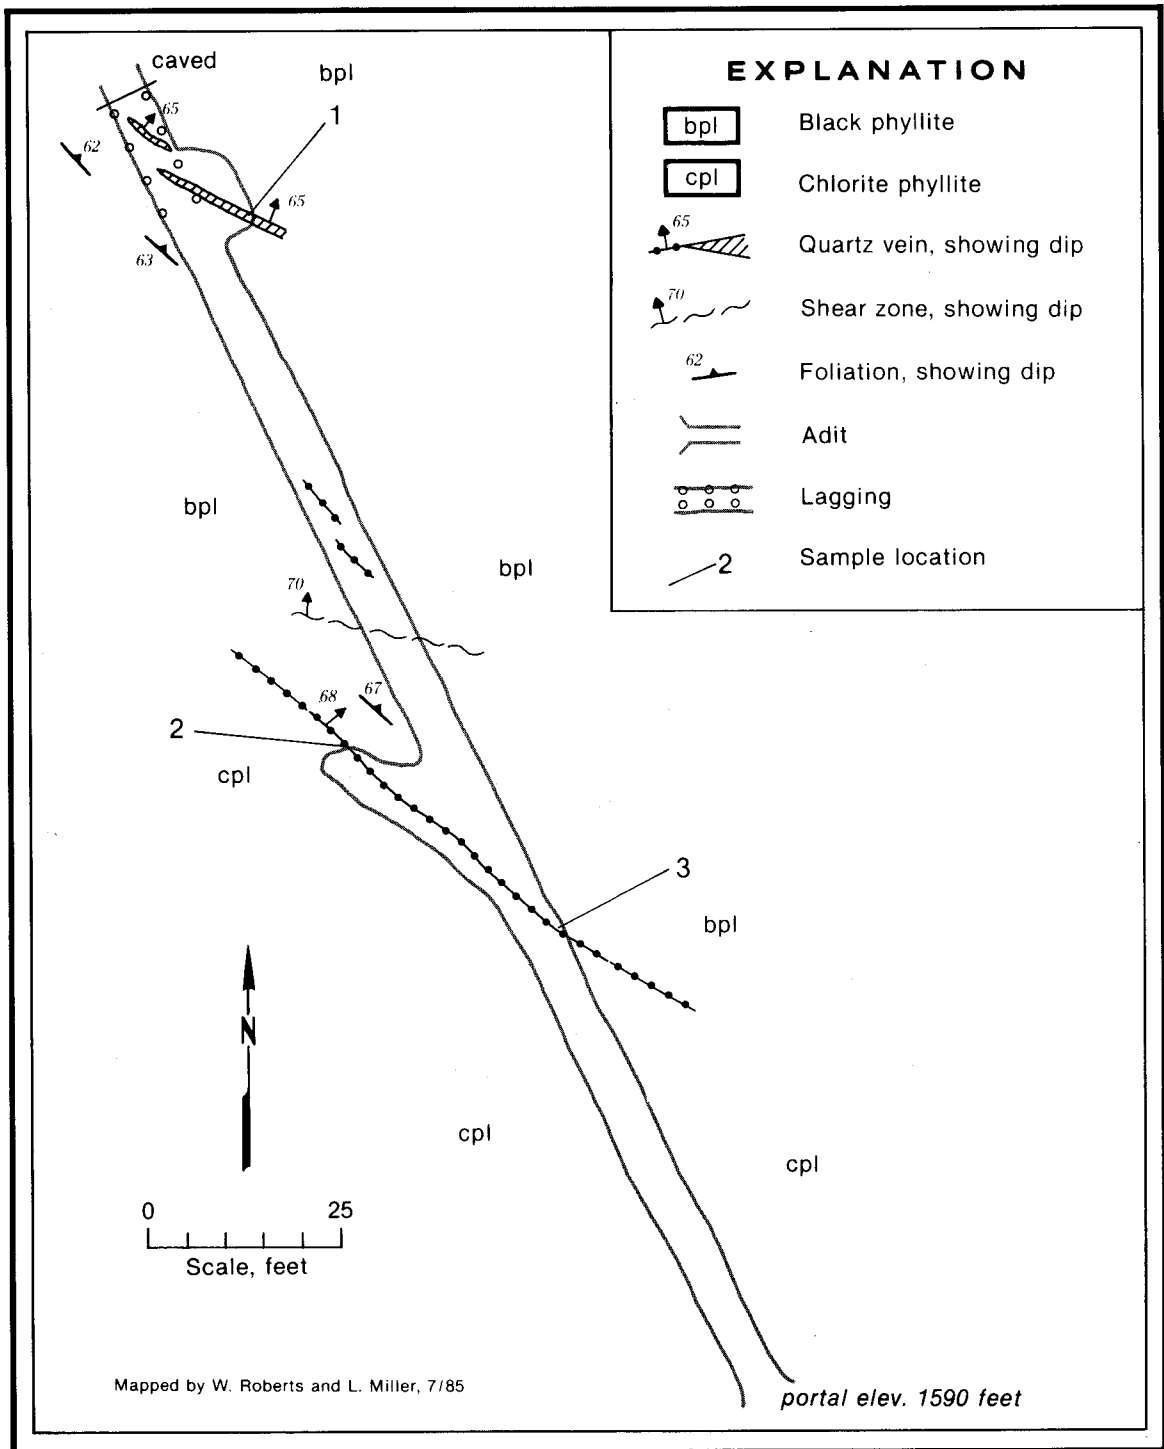 caved
bpl
1
65
62
65
63
EXPLANATION
bpl Black phyllite
cpl Chlorite phyllite
65 Quartz vein, showing dip
70 Shear zone, showing dip
62 Foliation, showing dip
Adit
Lagging
2 Sample location
bpl
bpl
70
68
67
2
cpl
3
bpl
N
cpl
cpl
0 25
Scale, feet
Mapped by W. Roberts and L. Miller, 7/85
portal elev. 1590 feet